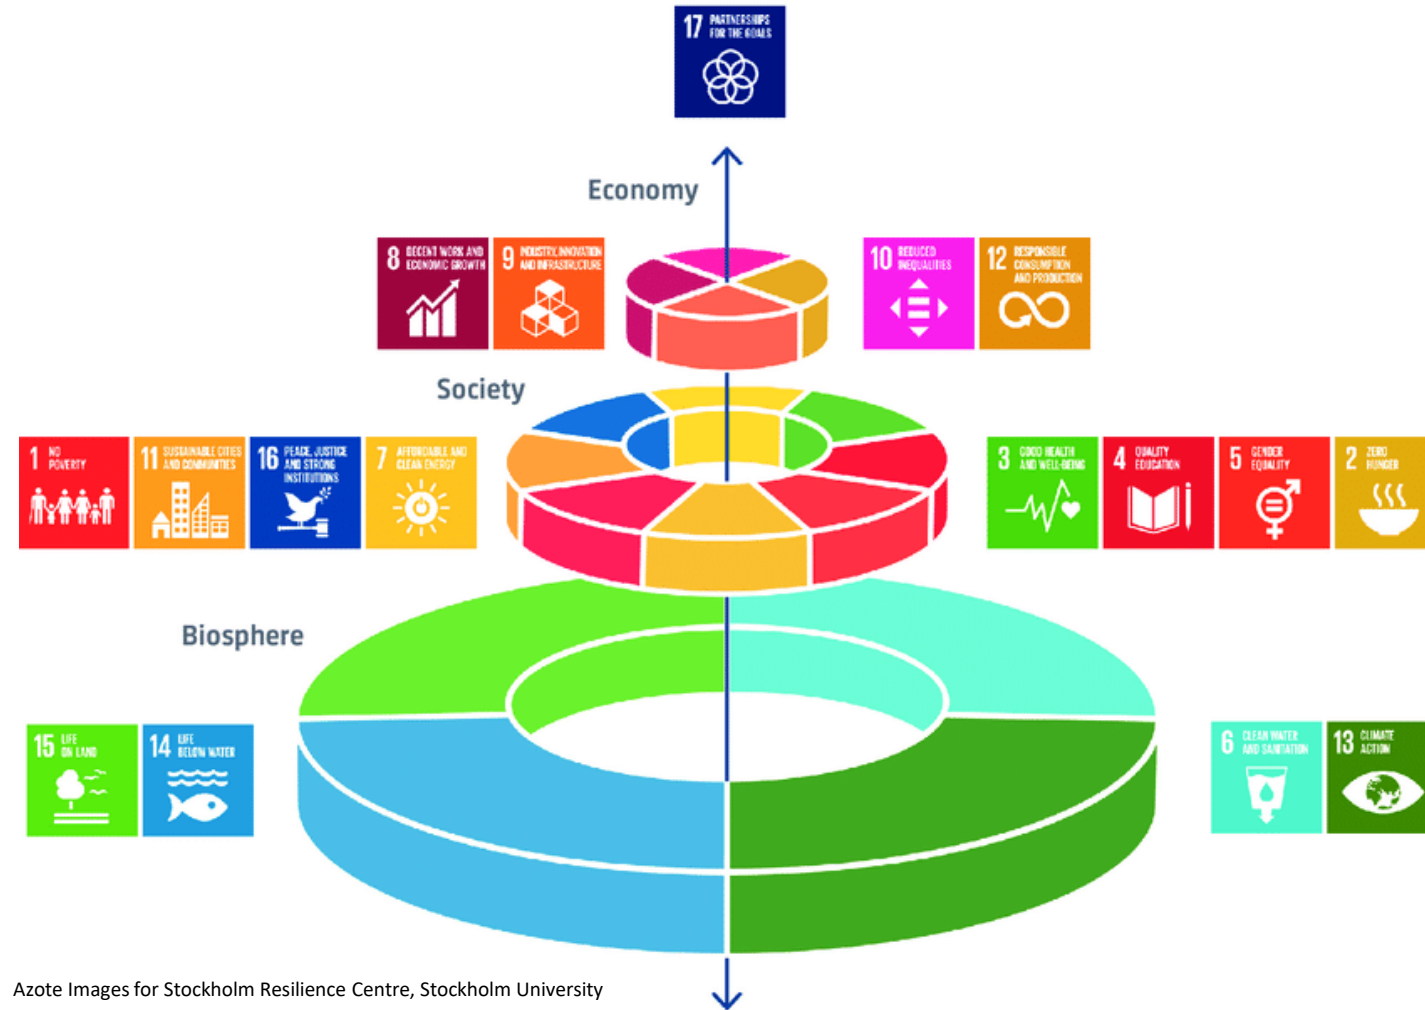 17 PARTNERSHIPS
FOR THE GOALS
Economy
8 DECENT WORK AND
ECONOMIC GROWTH
9 INDUSTRY, INNOVATION
AND INFRASTRUCTURE
10 REDUCED
INEQUALITIES
12 RESPONSIBLE
CONSUMPTION
AND PRODUCTION
Society
1 NO
POVERTY
11 SUSTAINABLE CITIES
AND COMMUNITIES
16 PEACE, JUSTICE
AND STRONG
INSTITUTIONS
7 AFFORDABLE AND
CLEAN ENERGY
3 GOOD HEALTH
AND WELL-BEING
4 QUALITY
EDUCATION
5 GENDER
EQUALITY
2 ZERO
HUNGER
Biosphere
15 LIFE
ON LAND
14 LIFE
BELOW WATER
6 CLEAN WATER
AND SANITATION
13 CLIMATE
ACTION
Azote Images for Stockholm Resilience Centre, Stockholm University